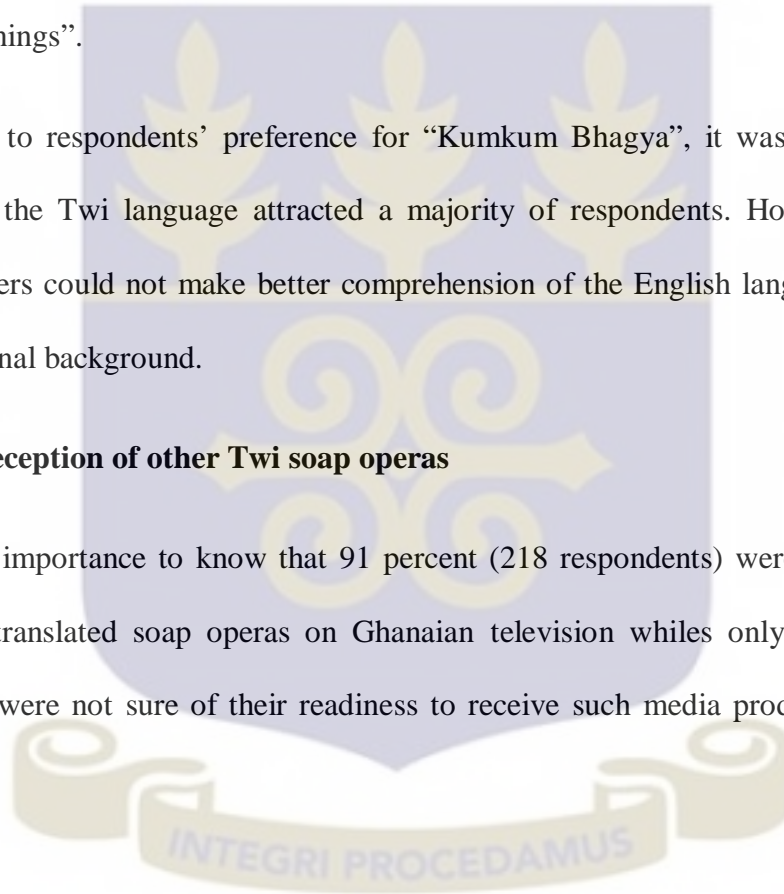 nings”.
to respondents’ preference for “Kumkum Bhagya”, it was
the Twi language attracted a majority of respondents. Ho
ers could not make better comprehension of the English lang
nal background.
eception of other Twi soap operas
importance to know that 91 percent (218 respondents) wer
translated soap operas on Ghanaian television whiles only
were not sure of their readiness to receive such media prod
INTEGRI PROCEDAMUS